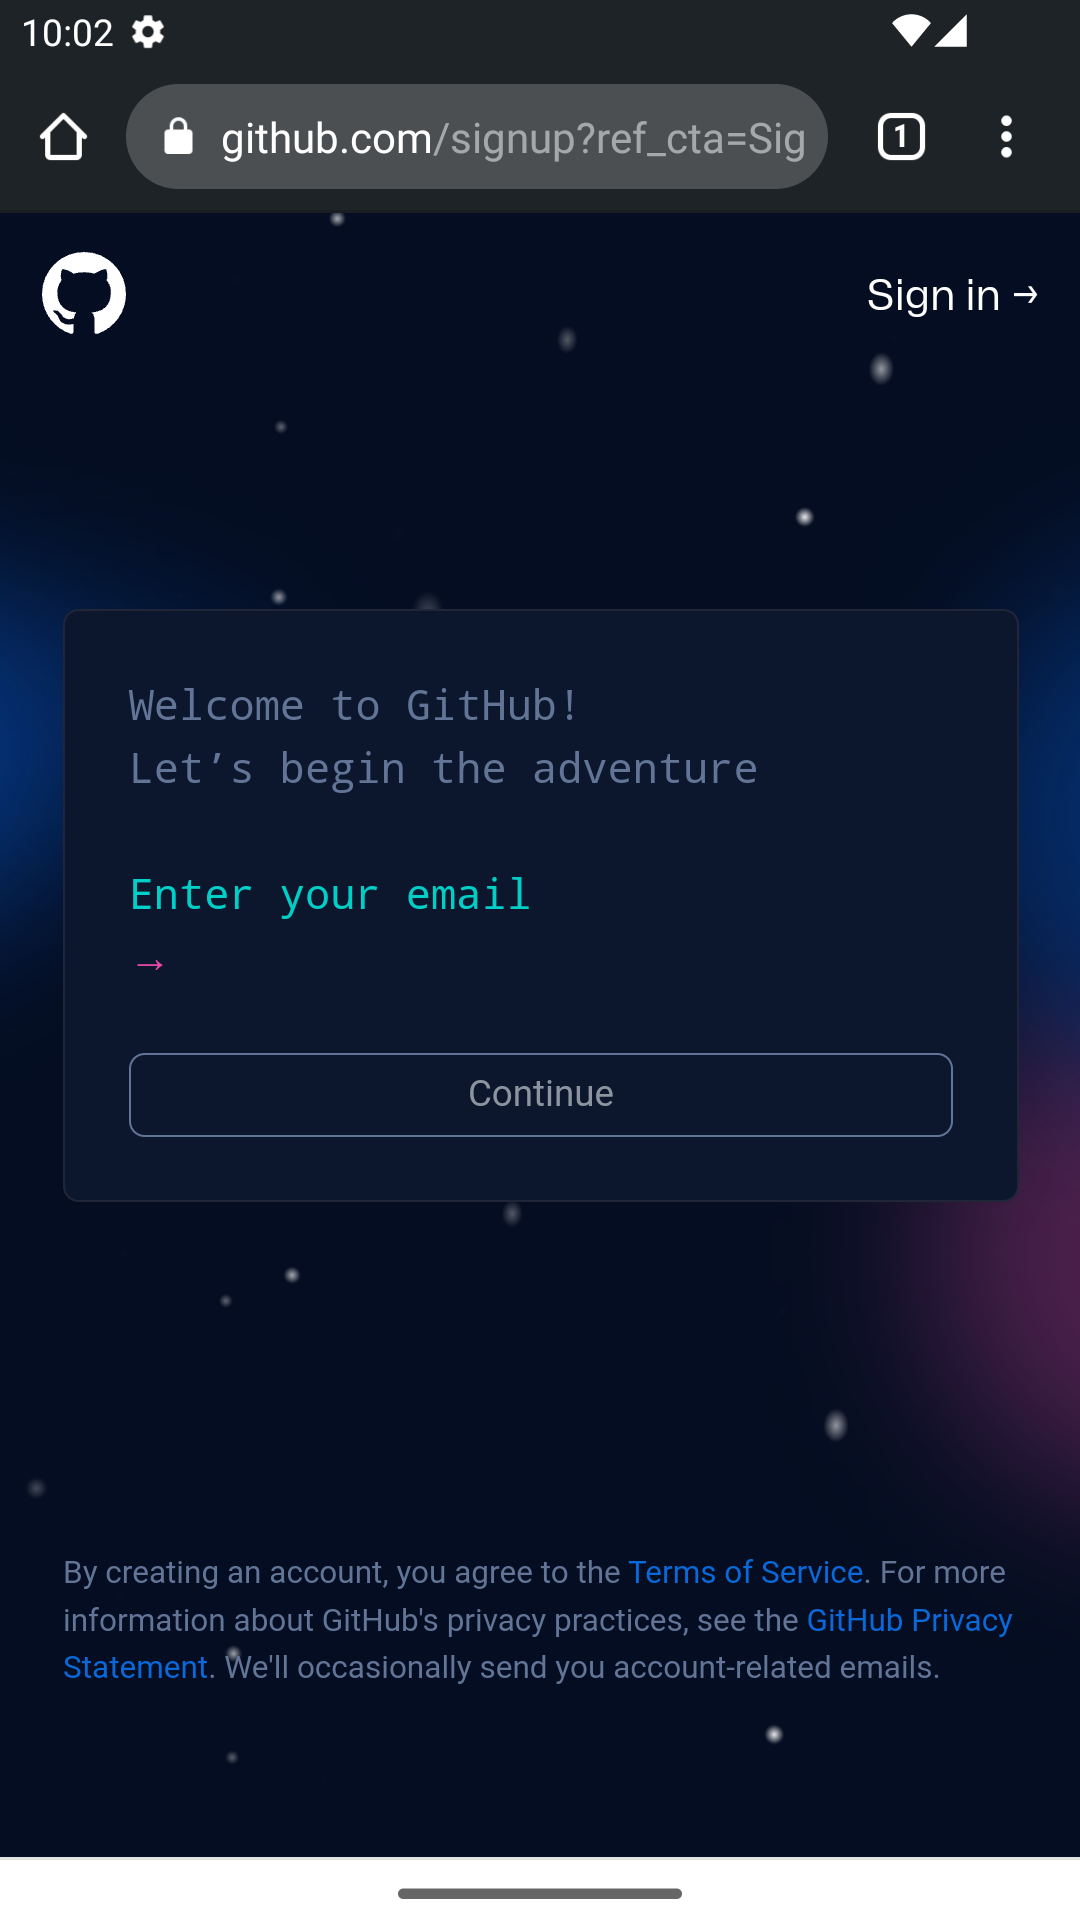 10:02
github.com/signup?ref_cta=Sig
1
Sign in →
Welcome to GitHub!
Let’s begin the adventure
Enter your email
→
Continue
By creating an account, you agree to the Terms of Service. For more
information about GitHub's privacy practices, see the GitHub Privacy
Statement. We'll occasionally send you account-related emails.